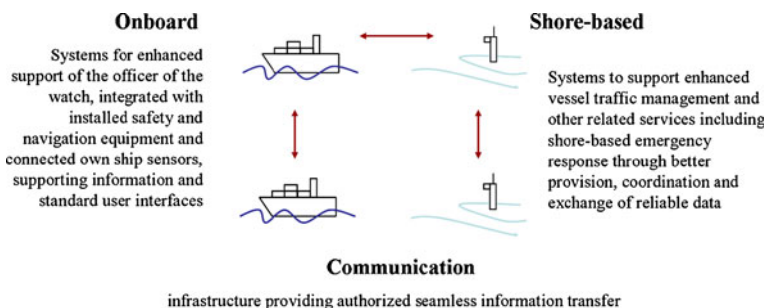 Onboard
Systems for enhanced
support of the officer of the
watch, integrated with
installed safety and
navigation equipment and
connected own ship sensors,
supporting information and
standard user interfaces
Shore-based
Systems to support enhanced
vessel traffic management and
other related services including
shore-based emergency
response through better
provision, coordination and
exchange of reliable data
Communication
infrastructure providing authorized seamless information transfer